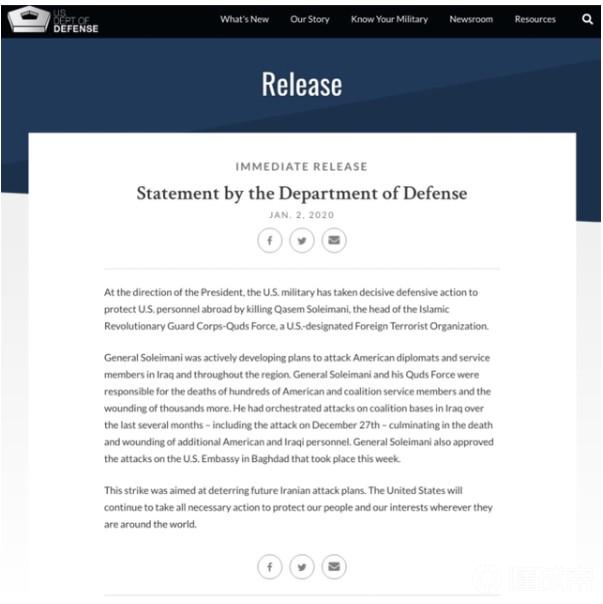 U.S.
DEPT OF
DEFENSE
What's New
Our Story
Know Your Military
Newsroom
Resources
Release
IMMEDIATE RELEASE
Statement by the Department of Defense
JAN. 2, 2020
At the direction of the President, the U.S. military has taken decisive defensive action to
protect U.S. personnel abroad by killing Qasem Soleimani, the head of the Islamic
Revolutionary Guard Corps-Quds Force, a U.S.-designated Foreign Terrorist Organization.
General Soleimani was actively developing plans to attack American diplomats and service
members in Iraq and throughout the region. General Soleimani and his Quds Force were
responsible for the deaths of hundreds of American and coalition service members and the
wounding of thousands more. He had orchestrated attacks on coalition bases in Iraq over
the last several months – including the attack on December 27th – culminating in the death
and wounding of additional American and Iraqi personnel. General Soleimani also approved
the attacks on the U.S. Embassy in Baghdad that took place this week.
This strike was aimed at deterring future Iranian attack plans. The United States will
continue to take all necessary action to protect our people and our interests wherever they
are around the world.